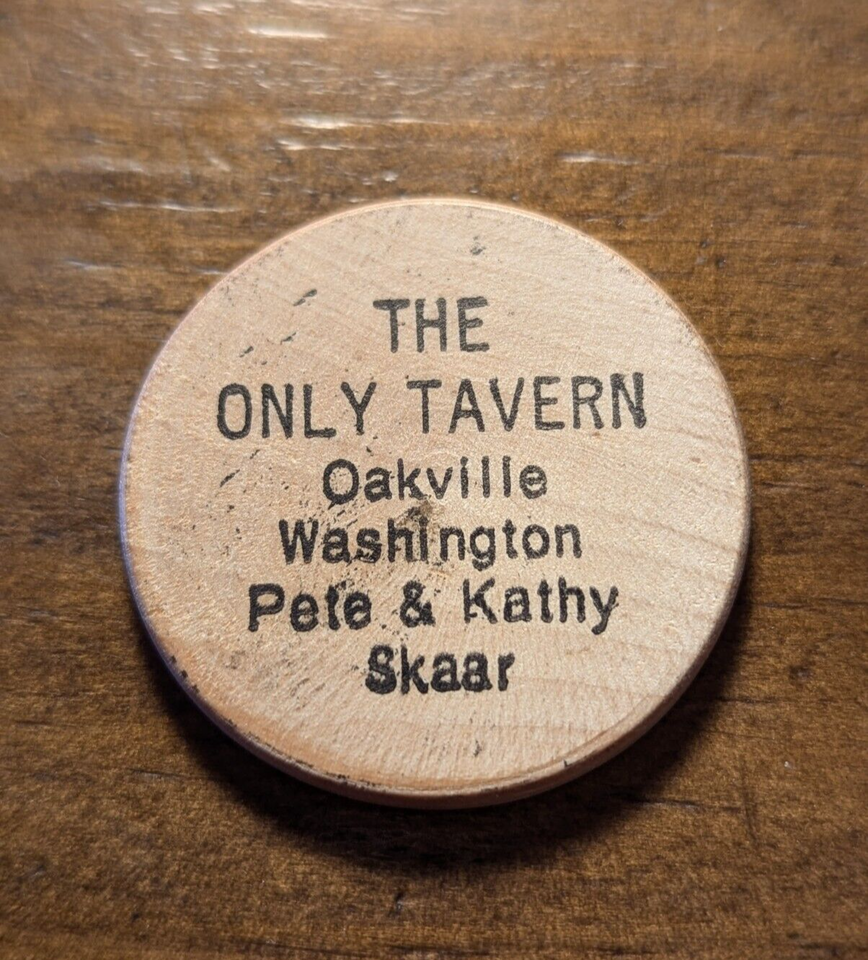 THE
ONLY TAVERN
Oakville
Washington
Pete & Kathy
Skaar